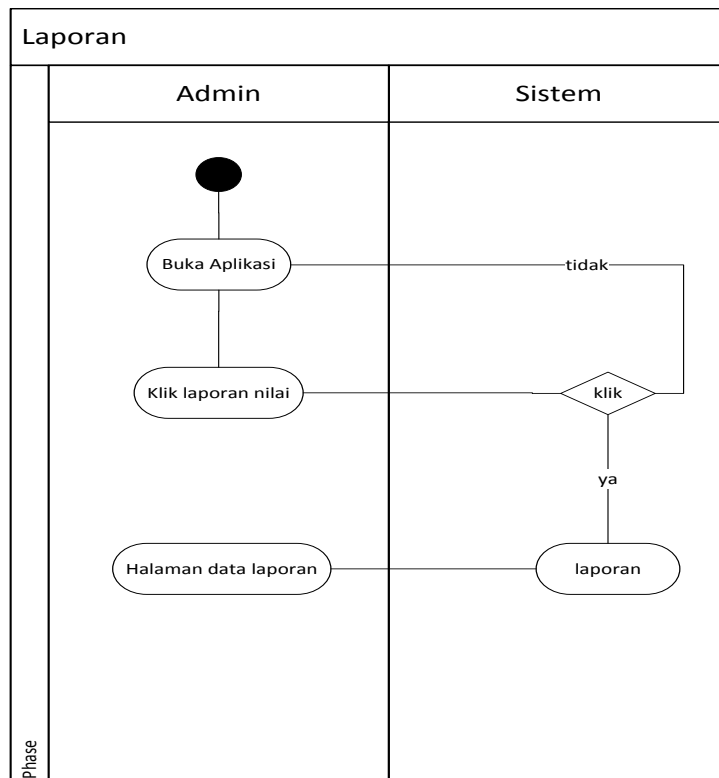 Laporan
Admin
Sistem
Buka Aplikasi
tidak
Klik laporan nilai
klik
ya
Halaman data laporan
laporan
Phase